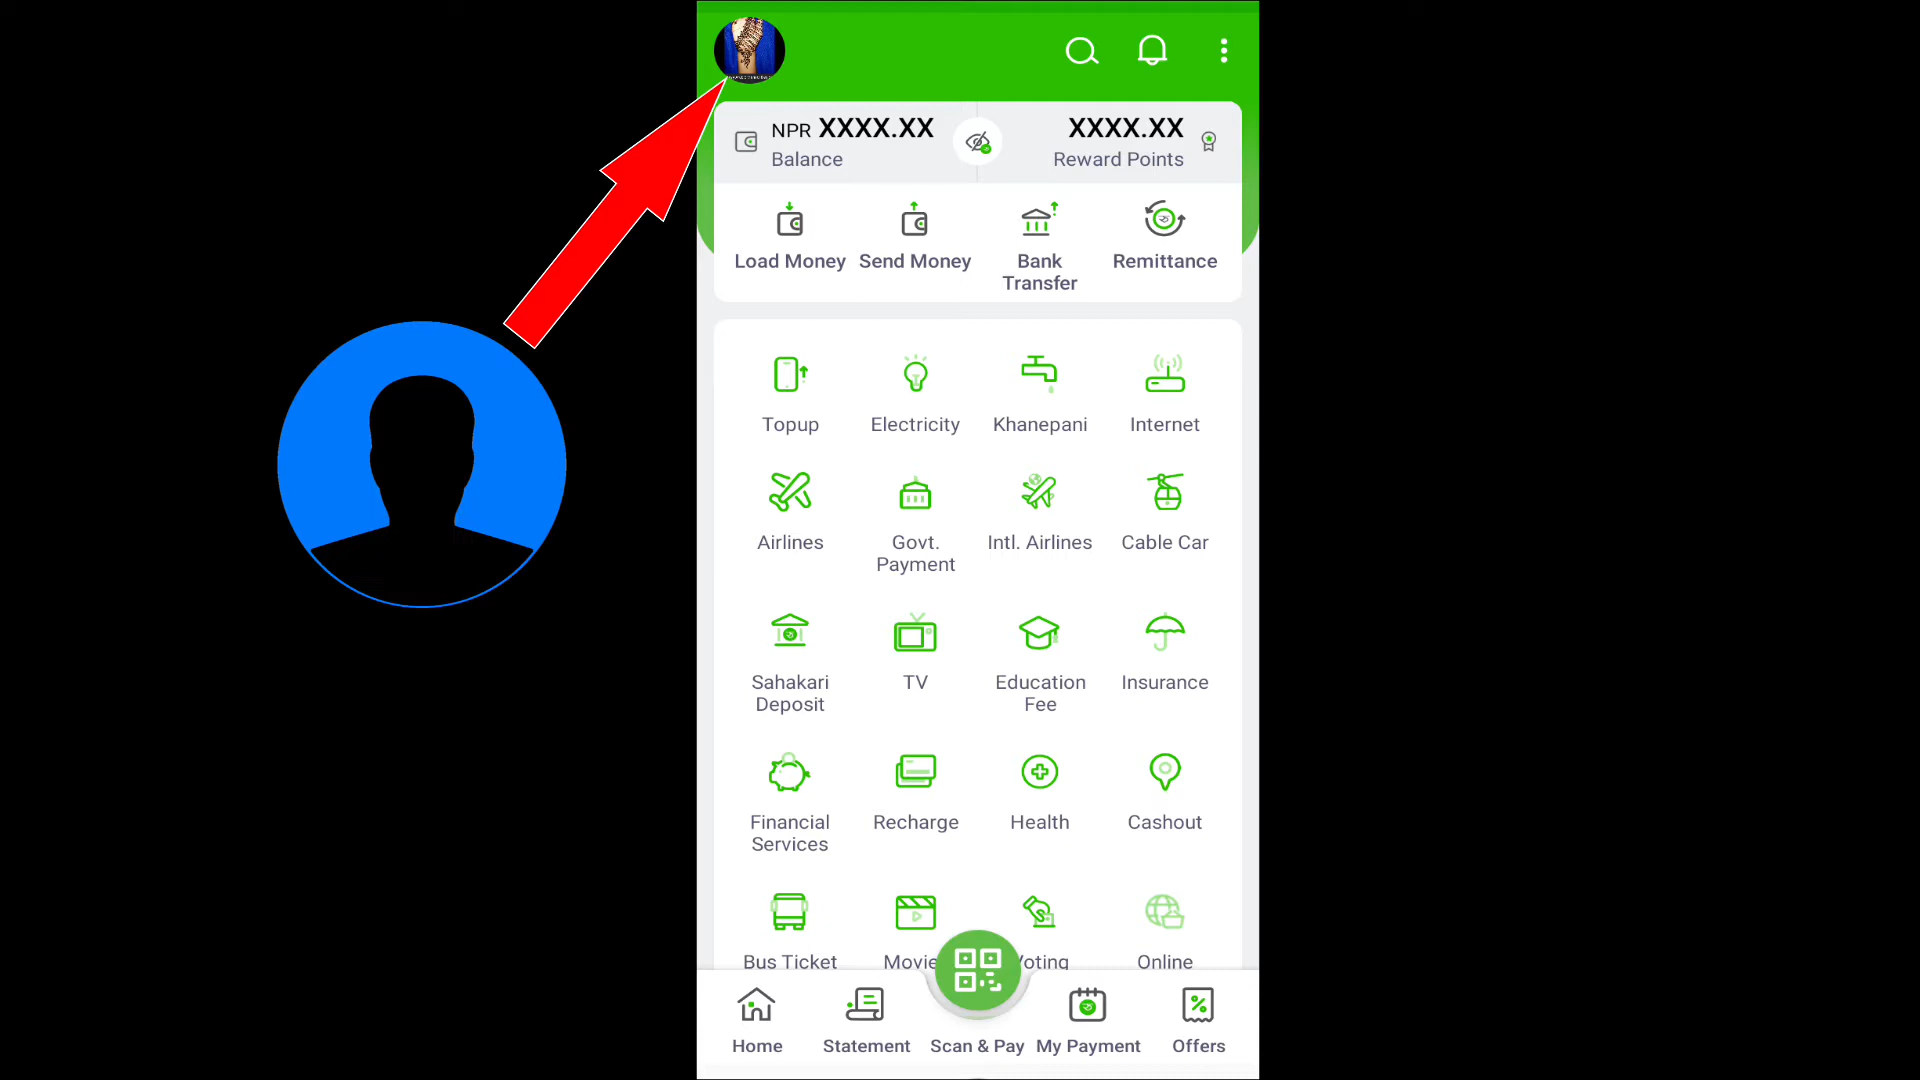 NPR XXXX.XX
Balance
XXXX.XX
Reward Points
Load Money
Send Money
Bank
Transfer
Remittance
Topup
Electricity
Khanepani
Internet
Airlines
Govt.
Payment
Intl. Airlines
Cable Car
Sahakari
Deposit
TV
Education
Fee
Insurance
Financial
Services
Recharge
Health
Cashout
Bus Ticket
Movie
Voting
Online
Home
Statement
Scan & Pay
My Payment
Offers